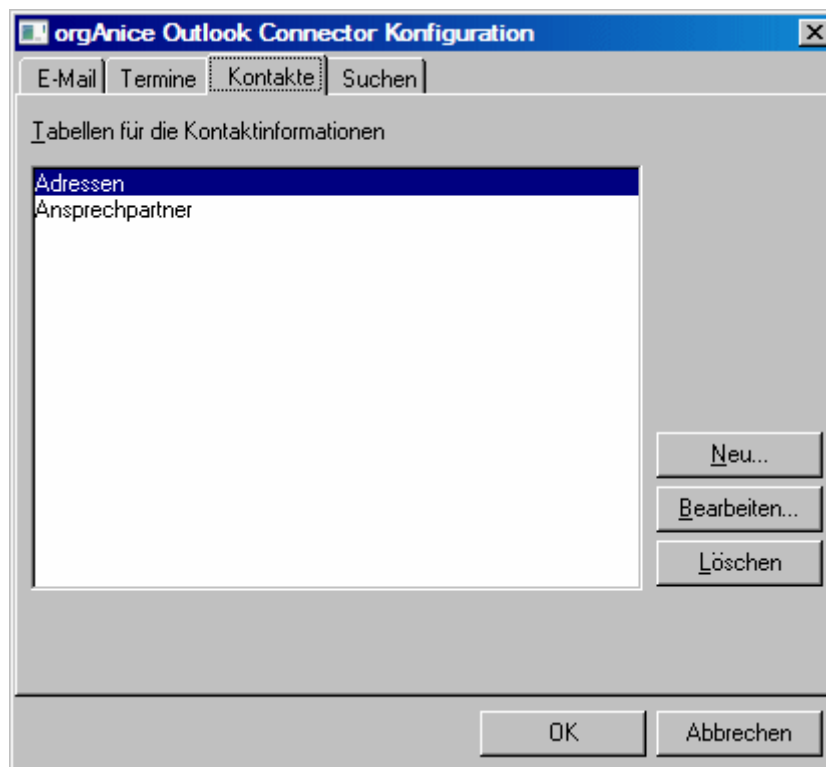 orgAnice Outlook Connector Konfiguration
E-Mail Termine Kontakte Suchen
Tabellen für die Kontaktinformationen
Adressen
Ansprechpartner
Neu...
Bearbeiten...
Löschen
OK Abbrechen